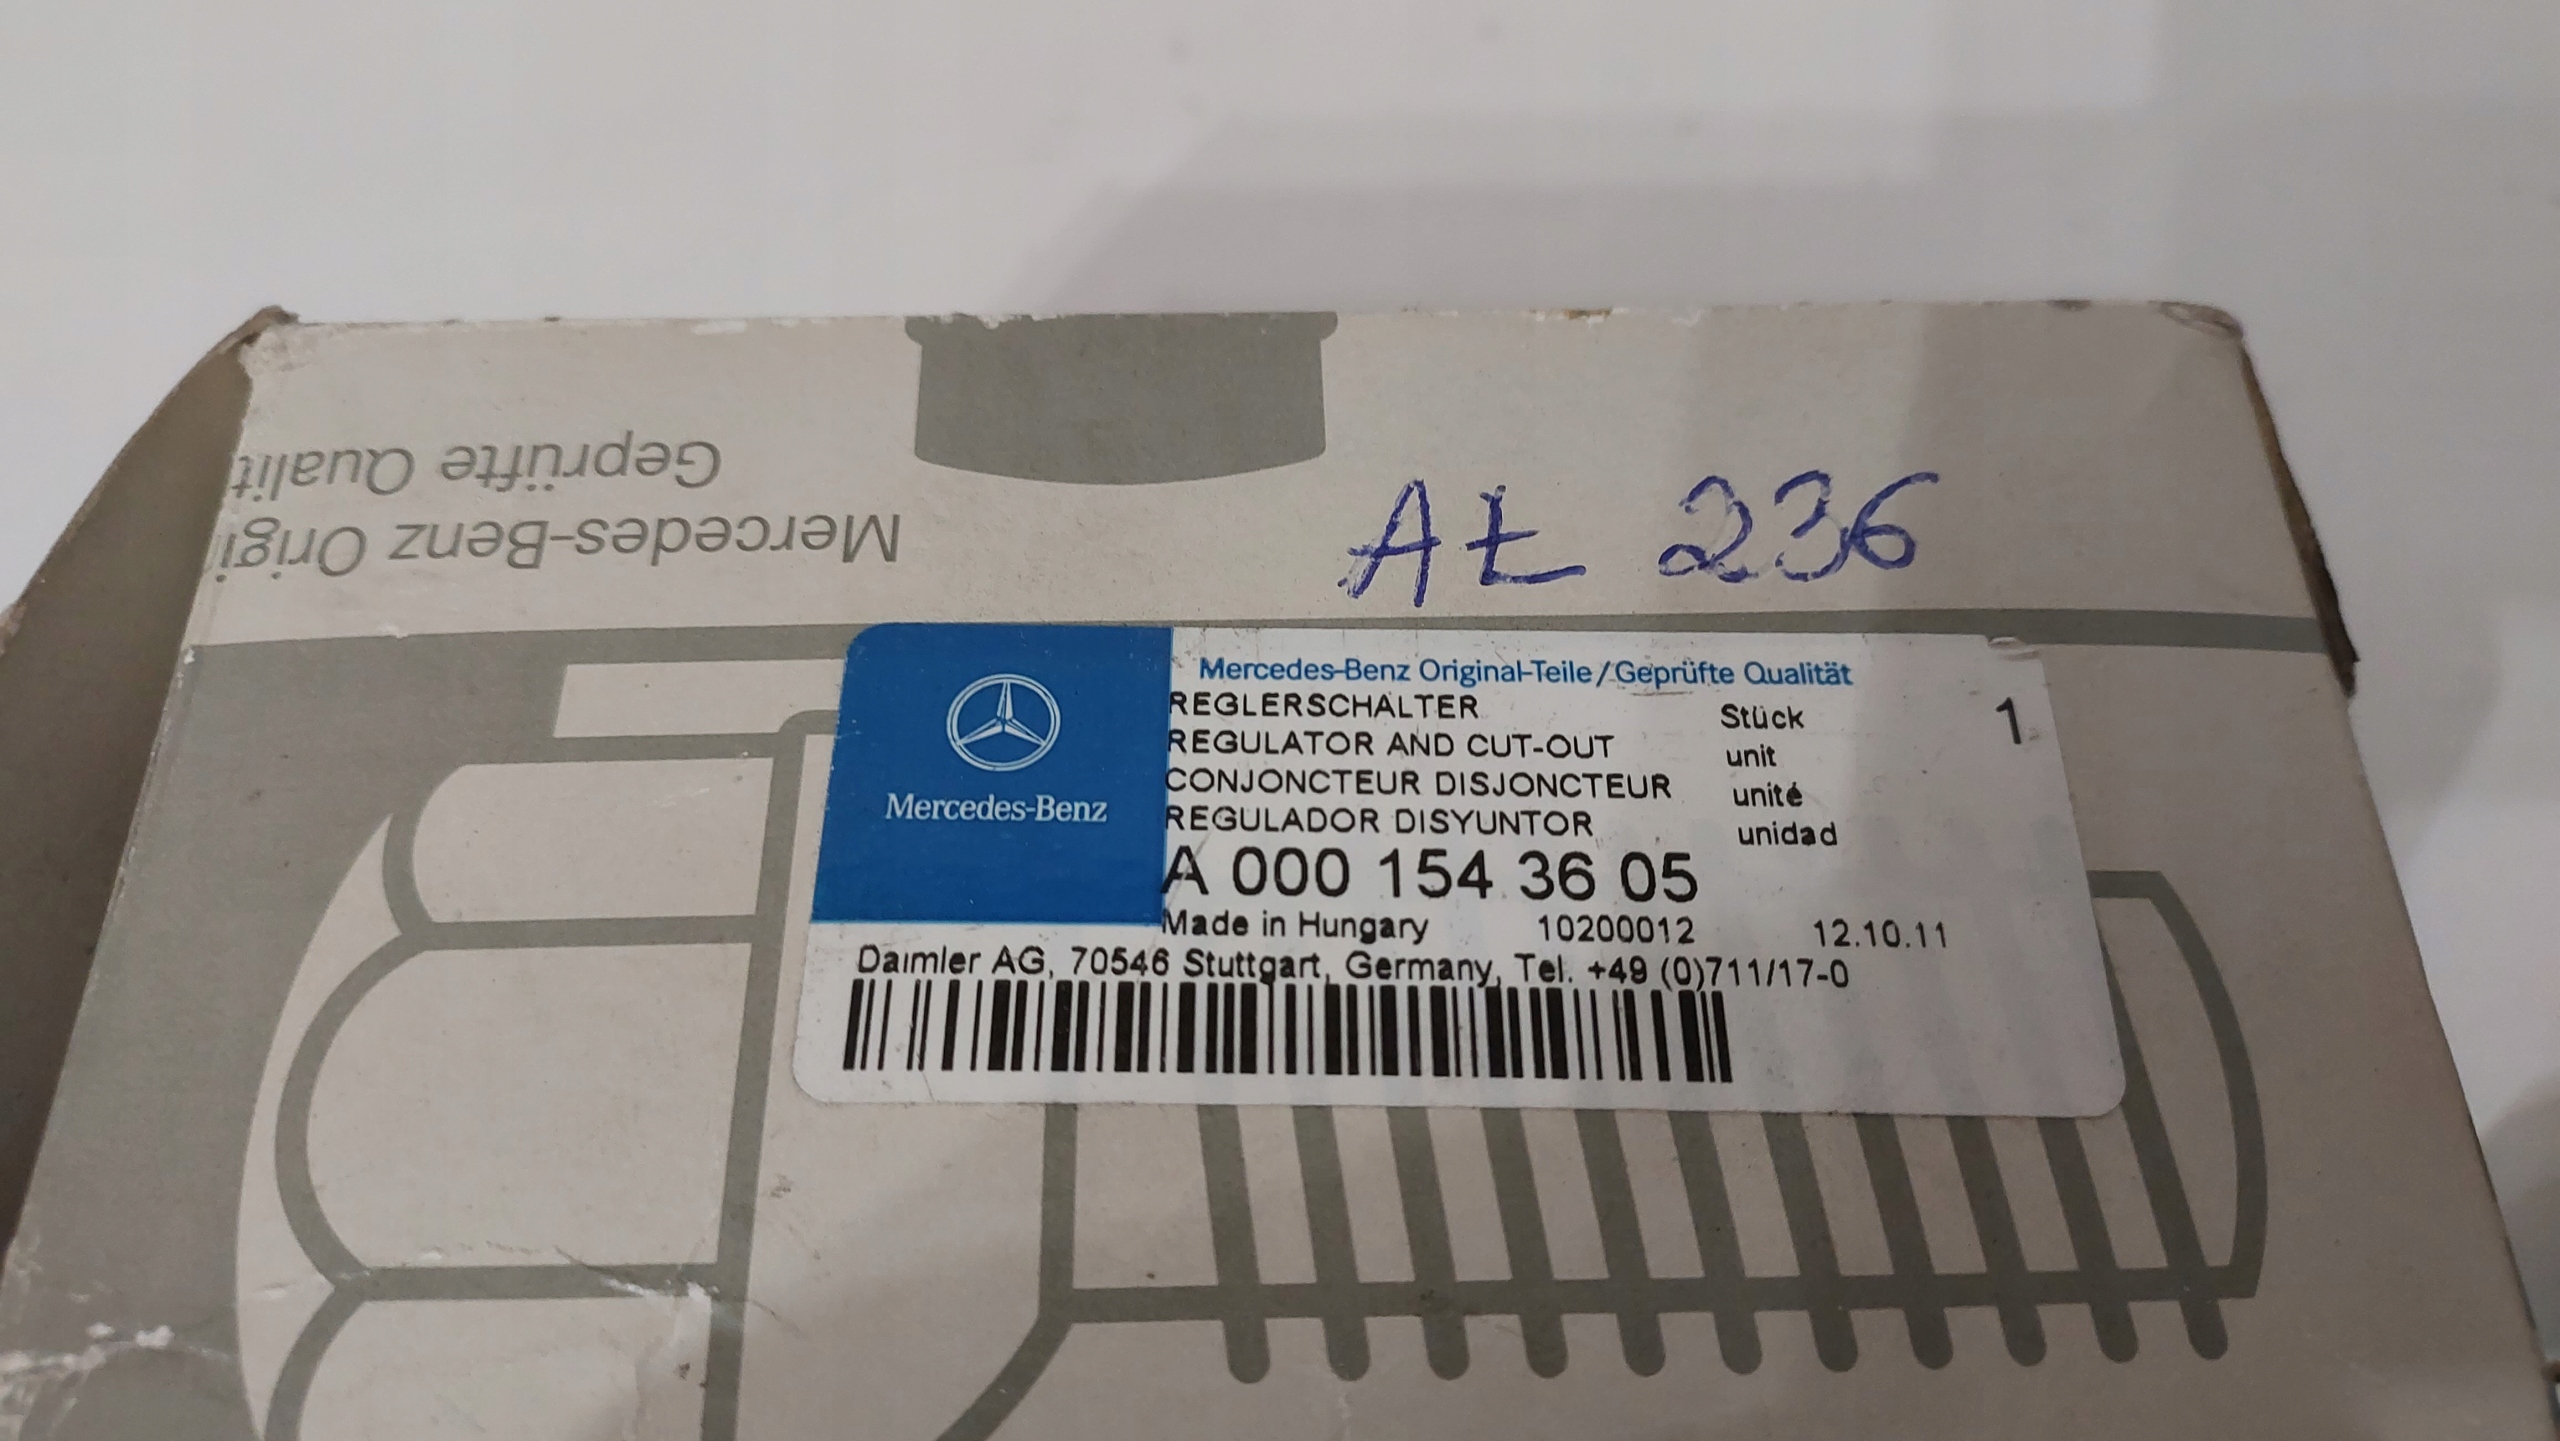 Geprüfte Qualit
Mercedes-Benz Origi
AŁ 236
Mercedes-Benz
Mercedes-Benz Original-Teile/Geprüfte Qualität
REGLERSCHALTER Stück 1
REGULATOR AND CUT-OUT unit
CONJONCTEUR DISJONCTEUR unité
REGULADOR DISYUNTOR unidad
A 000 154 36 05
Made in Hungary 10200012 12.10.11
Daimler AG, 70546 Stuttgart, Germany, Tel. +49 (0)711/17-0